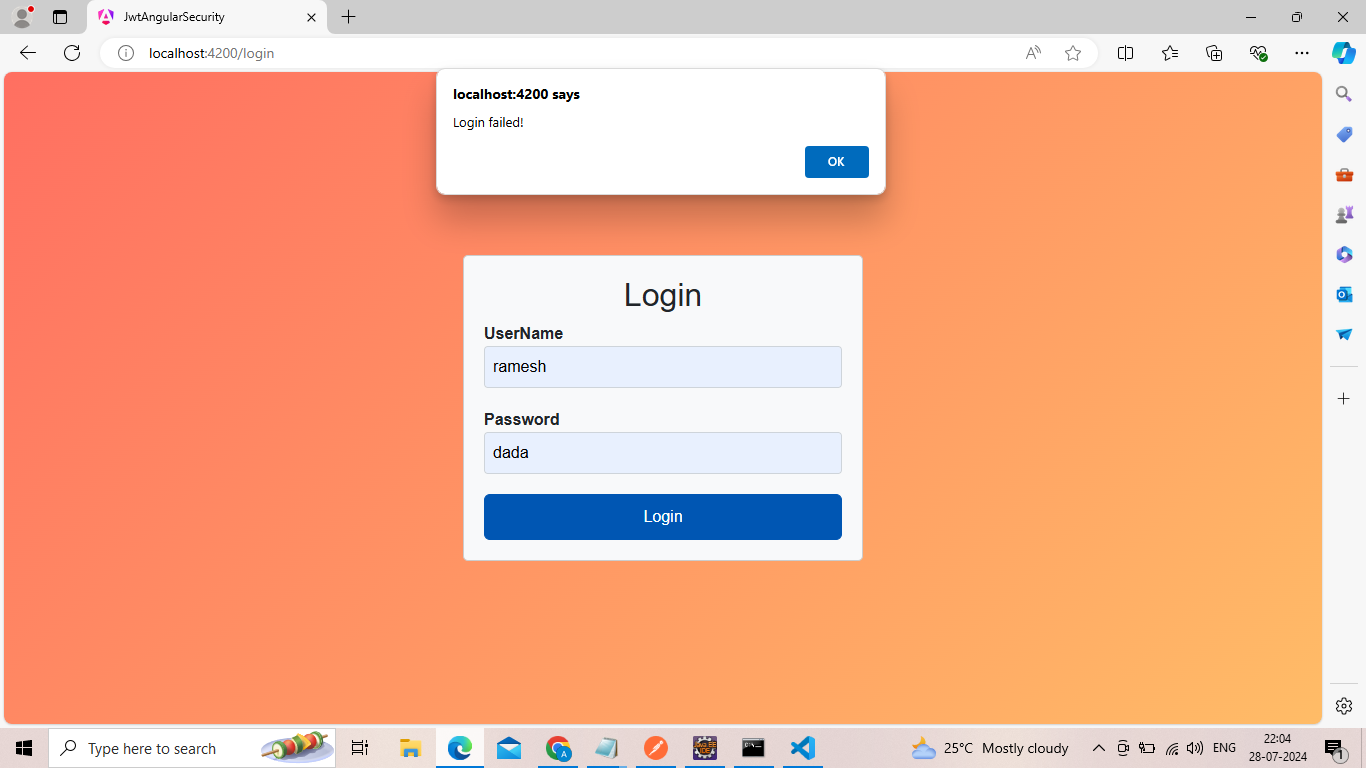 JwtAngularSecurity
localhost:4200/login
localhost:4200 says
Login failed!
OK
Login
UserName
ramesh
Password
dada
Login
Type here to search
25°C Mostly cloudy
ENG
22:04
28-07-2024
1